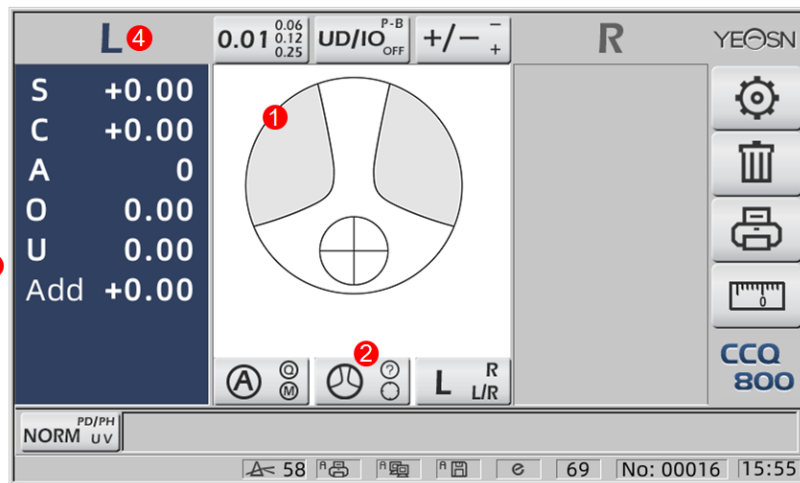 L 4
0.01 0.06 0.12 0.25
UD/IO P-B OFF
+/− − +
R
YEOSN
S +0.00
C +0.00
A 0
O 0.00
U 0.00
Add +0.00
1
2
A Q M
?
L R L/R
0
CCQ
800
NORM PD/PH UV
58
A
A
A
e
69
No: 00016
15:55